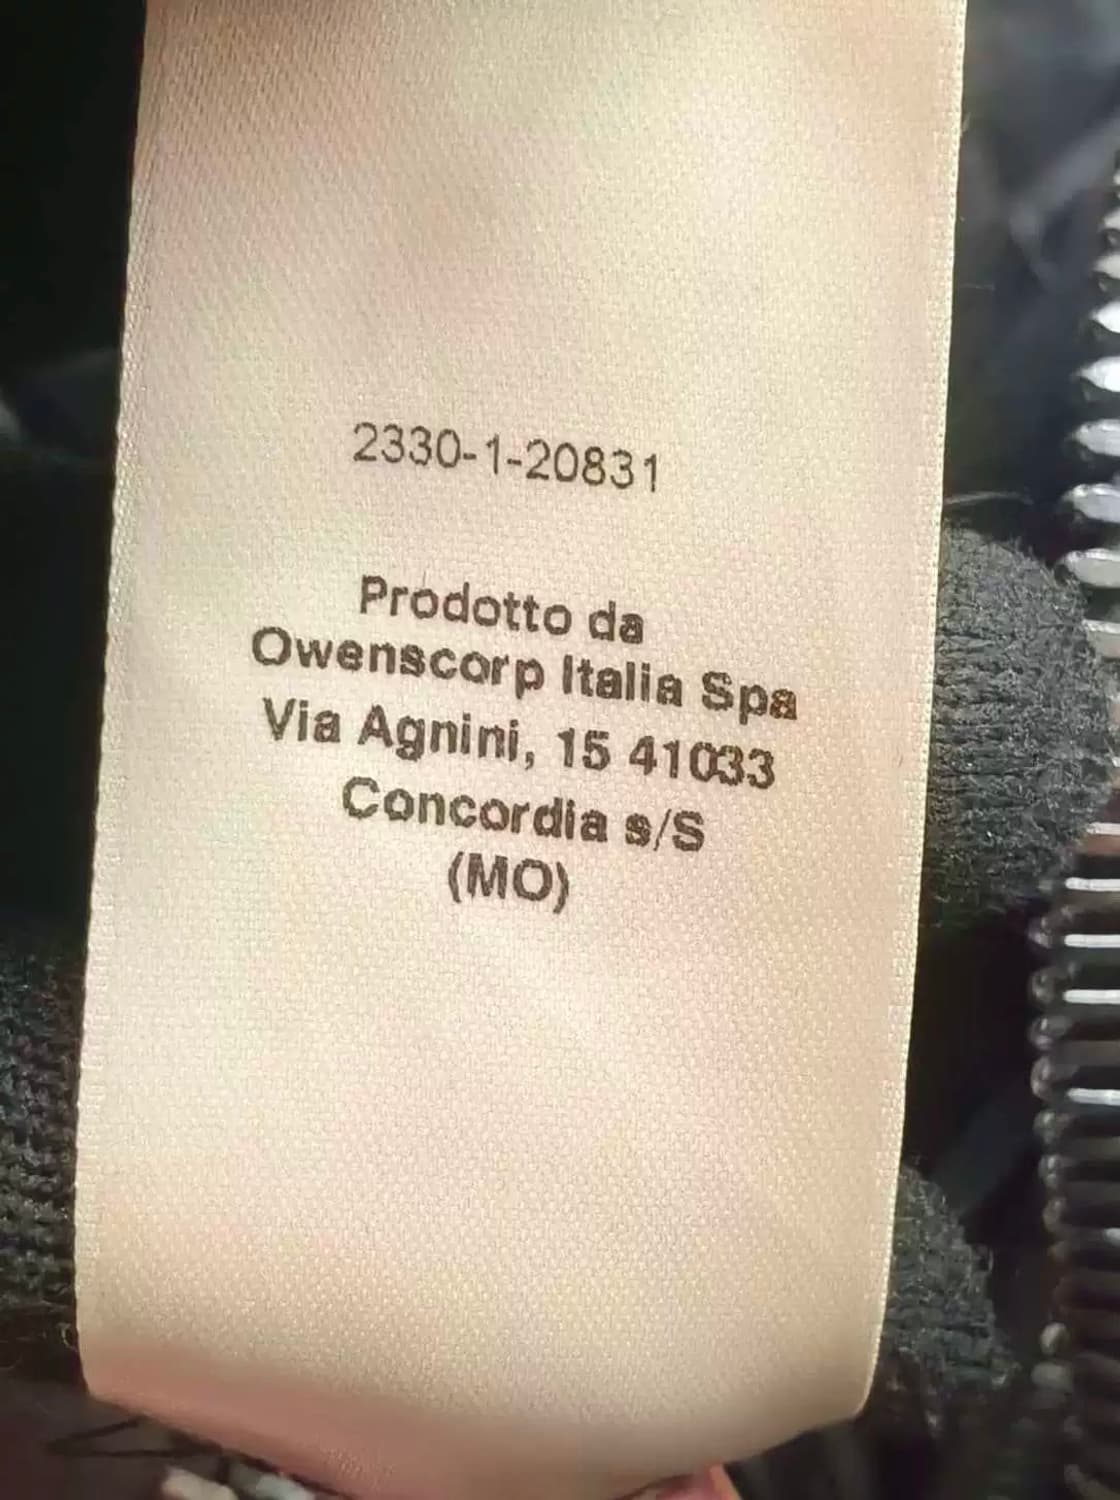 2330-1-20831
Prodotto da
Owenscorp Italia Spa
Via Agnini, 15 41033
Concordia s/S
(MO)